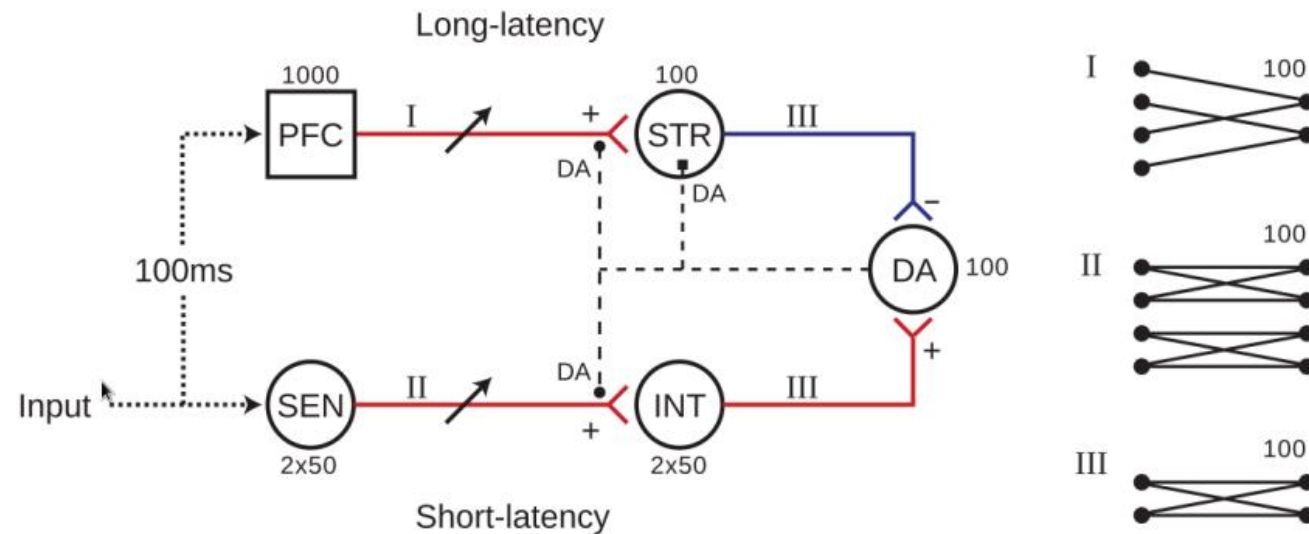 Long-latency
1000
100
PFC
I
+
STR
III
DA
DA
−
100ms
DA
100
+
Input
SEN
II
DA
+
INT
III
2x50
2x50
Short-latency
I
100
II
100
III
100